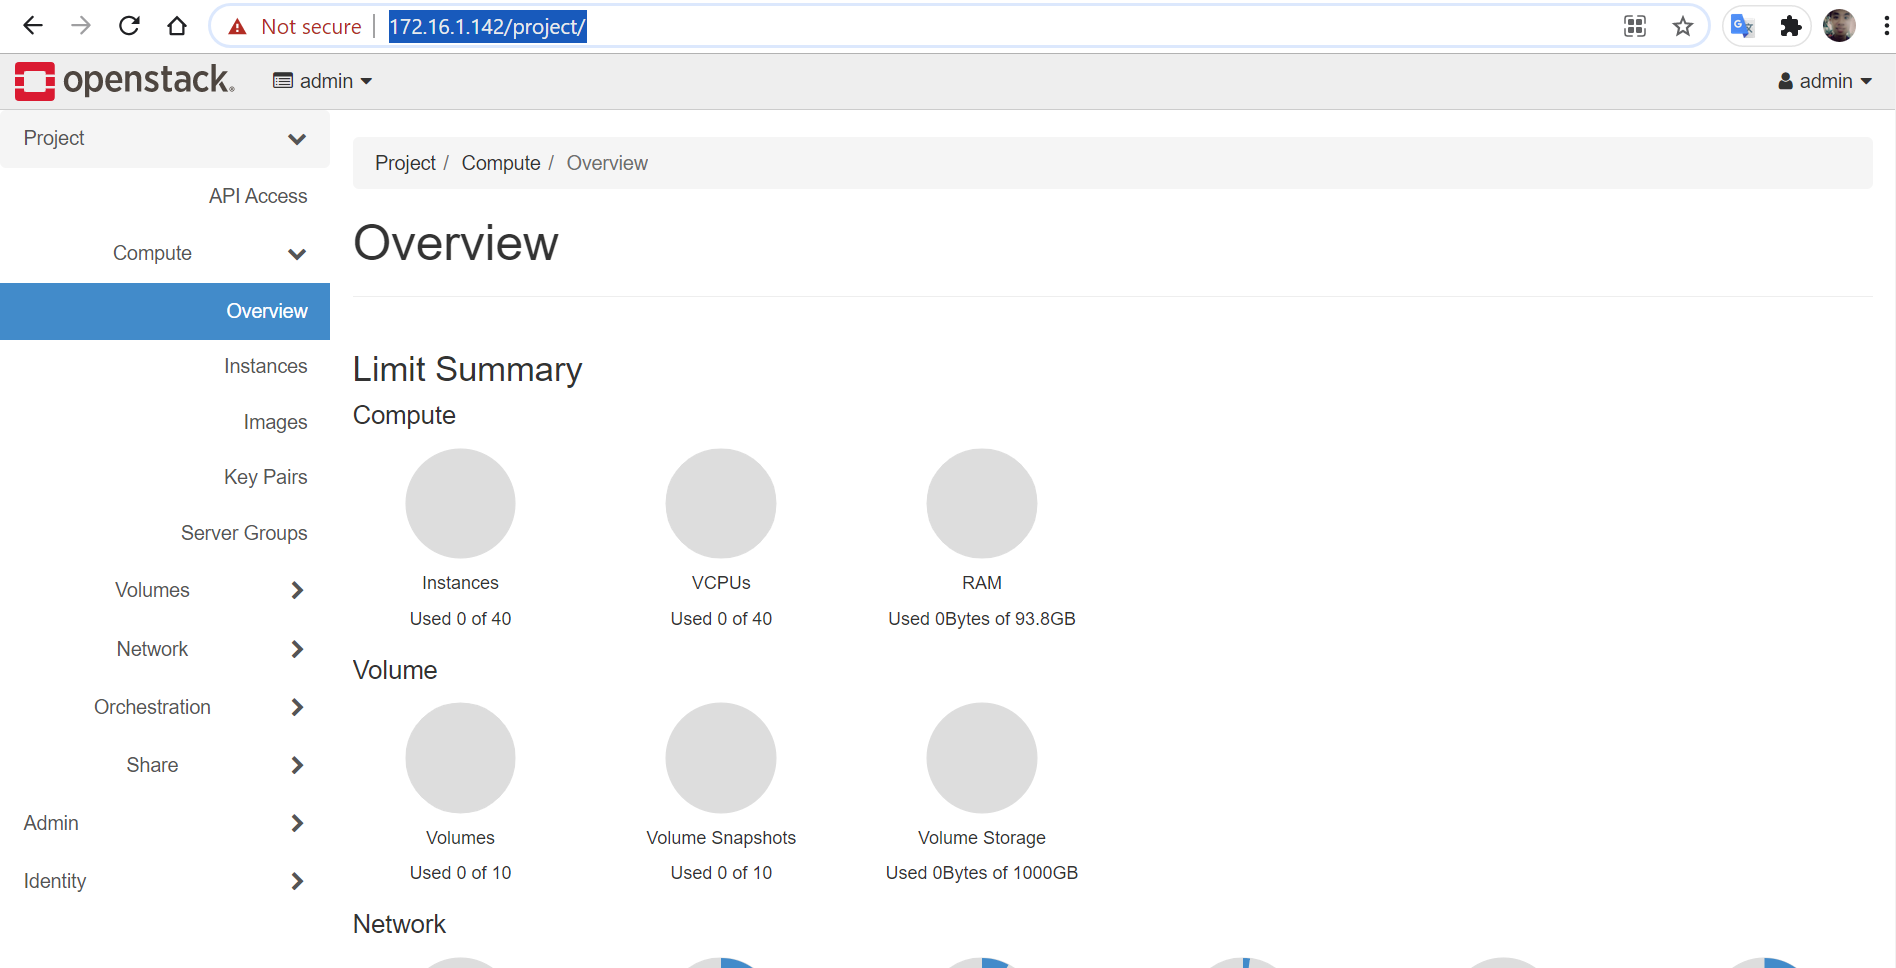 Not secure 172.16.1.142/project/
openstack.
admin
admin
Project
API Access
Compute
Overview
Instances
Images
Key Pairs
Server Groups
Volumes
Network
Orchestration
Share
Admin
Identity
Project / Compute / Overview
Overview
Limit Summary
Compute
Instances
Used 0 of 40
VCPUs
Used 0 of 40
RAM
Used 0Bytes of 93.8GB
Volume
Volumes
Used 0 of 10
Volume Snapshots
Used 0 of 10
Volume Storage
Used 0Bytes of 1000GB
Network